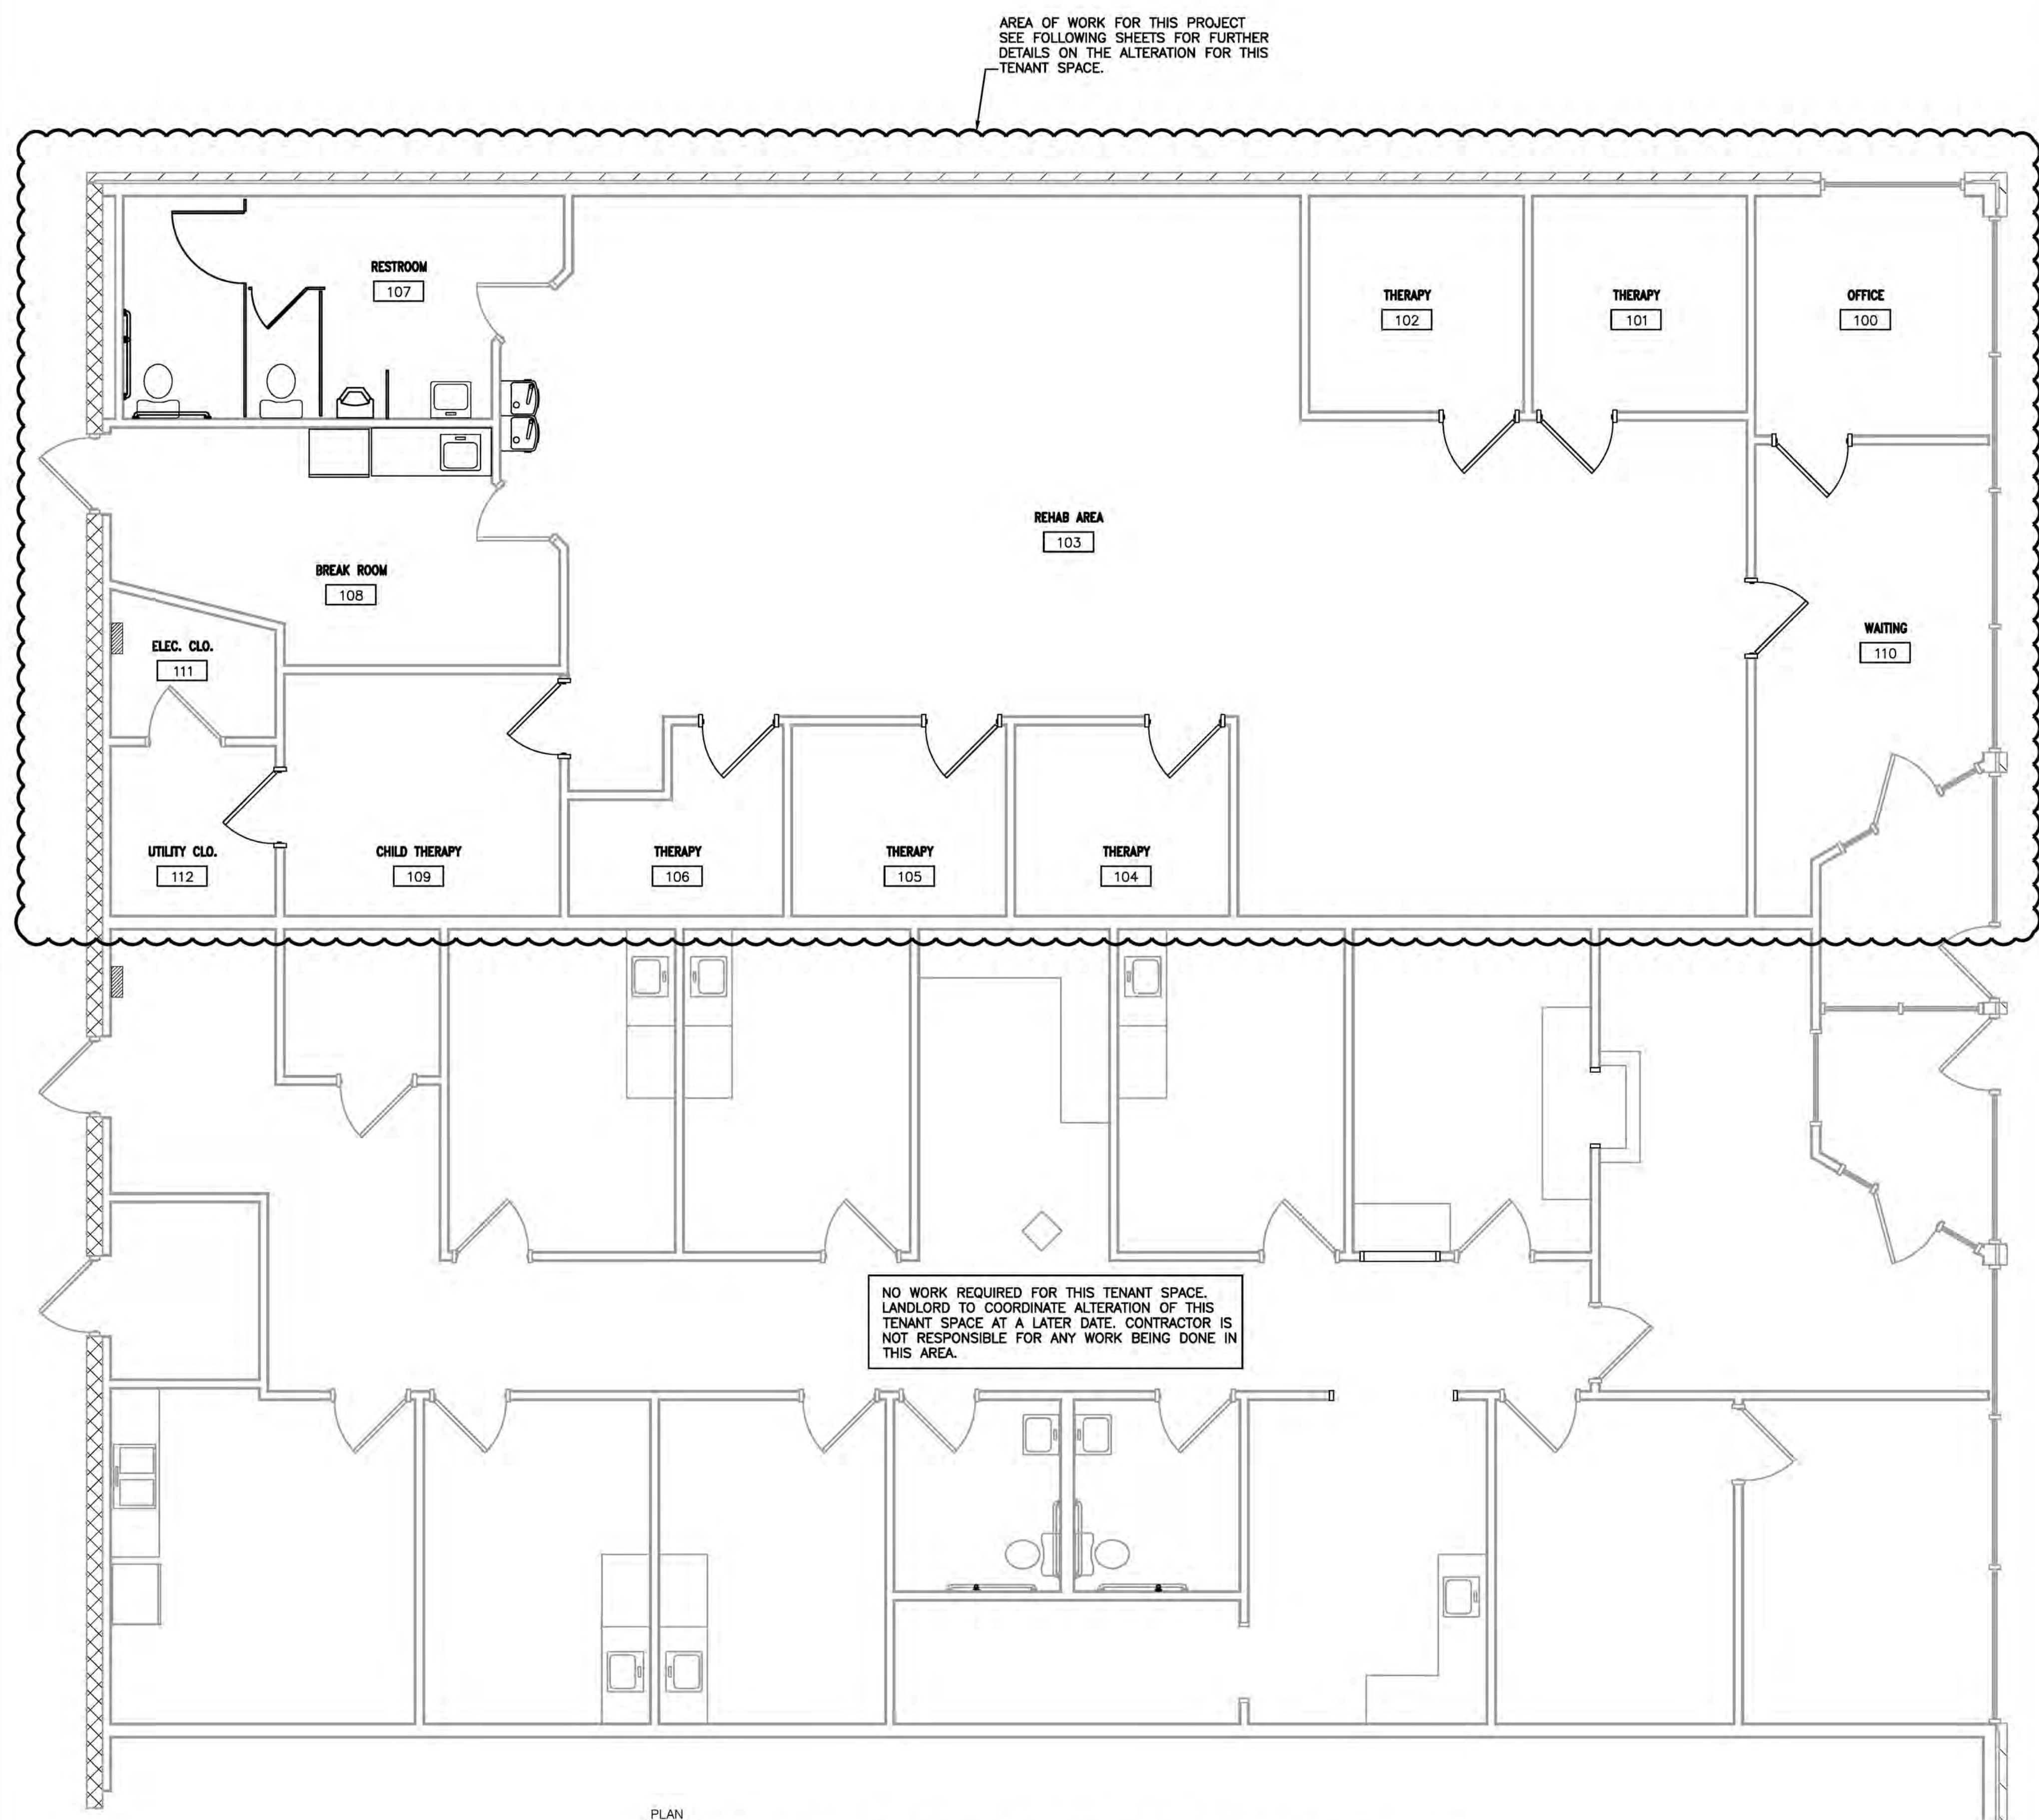 AREA OF WORK FOR THIS PROJECT
SEE FOLLOWING SHEETS FOR FURTHER
DETAILS ON THE ALTERATION FOR THIS
TENANT SPACE.
RESTROOM
107
THERAPY
102
THERAPY
101
OFFICE
100
REHAB AREA
103
BREAK ROOM
108
ELEC. CLO.
111
WAITING
110
UTILITY CLO.
112
CHILD THERAPY
109
THERAPY
106
THERAPY
105
THERAPY
104
NO WORK REQUIRED FOR THIS TENANT SPACE.
LANDLORD TO COORDINATE ALTERATION OF THIS
TENANT SPACE AT A LATER DATE. CONTRACTOR IS
NOT RESPONSIBLE FOR ANY WORK BEING DONE IN
THIS AREA.
PLAN